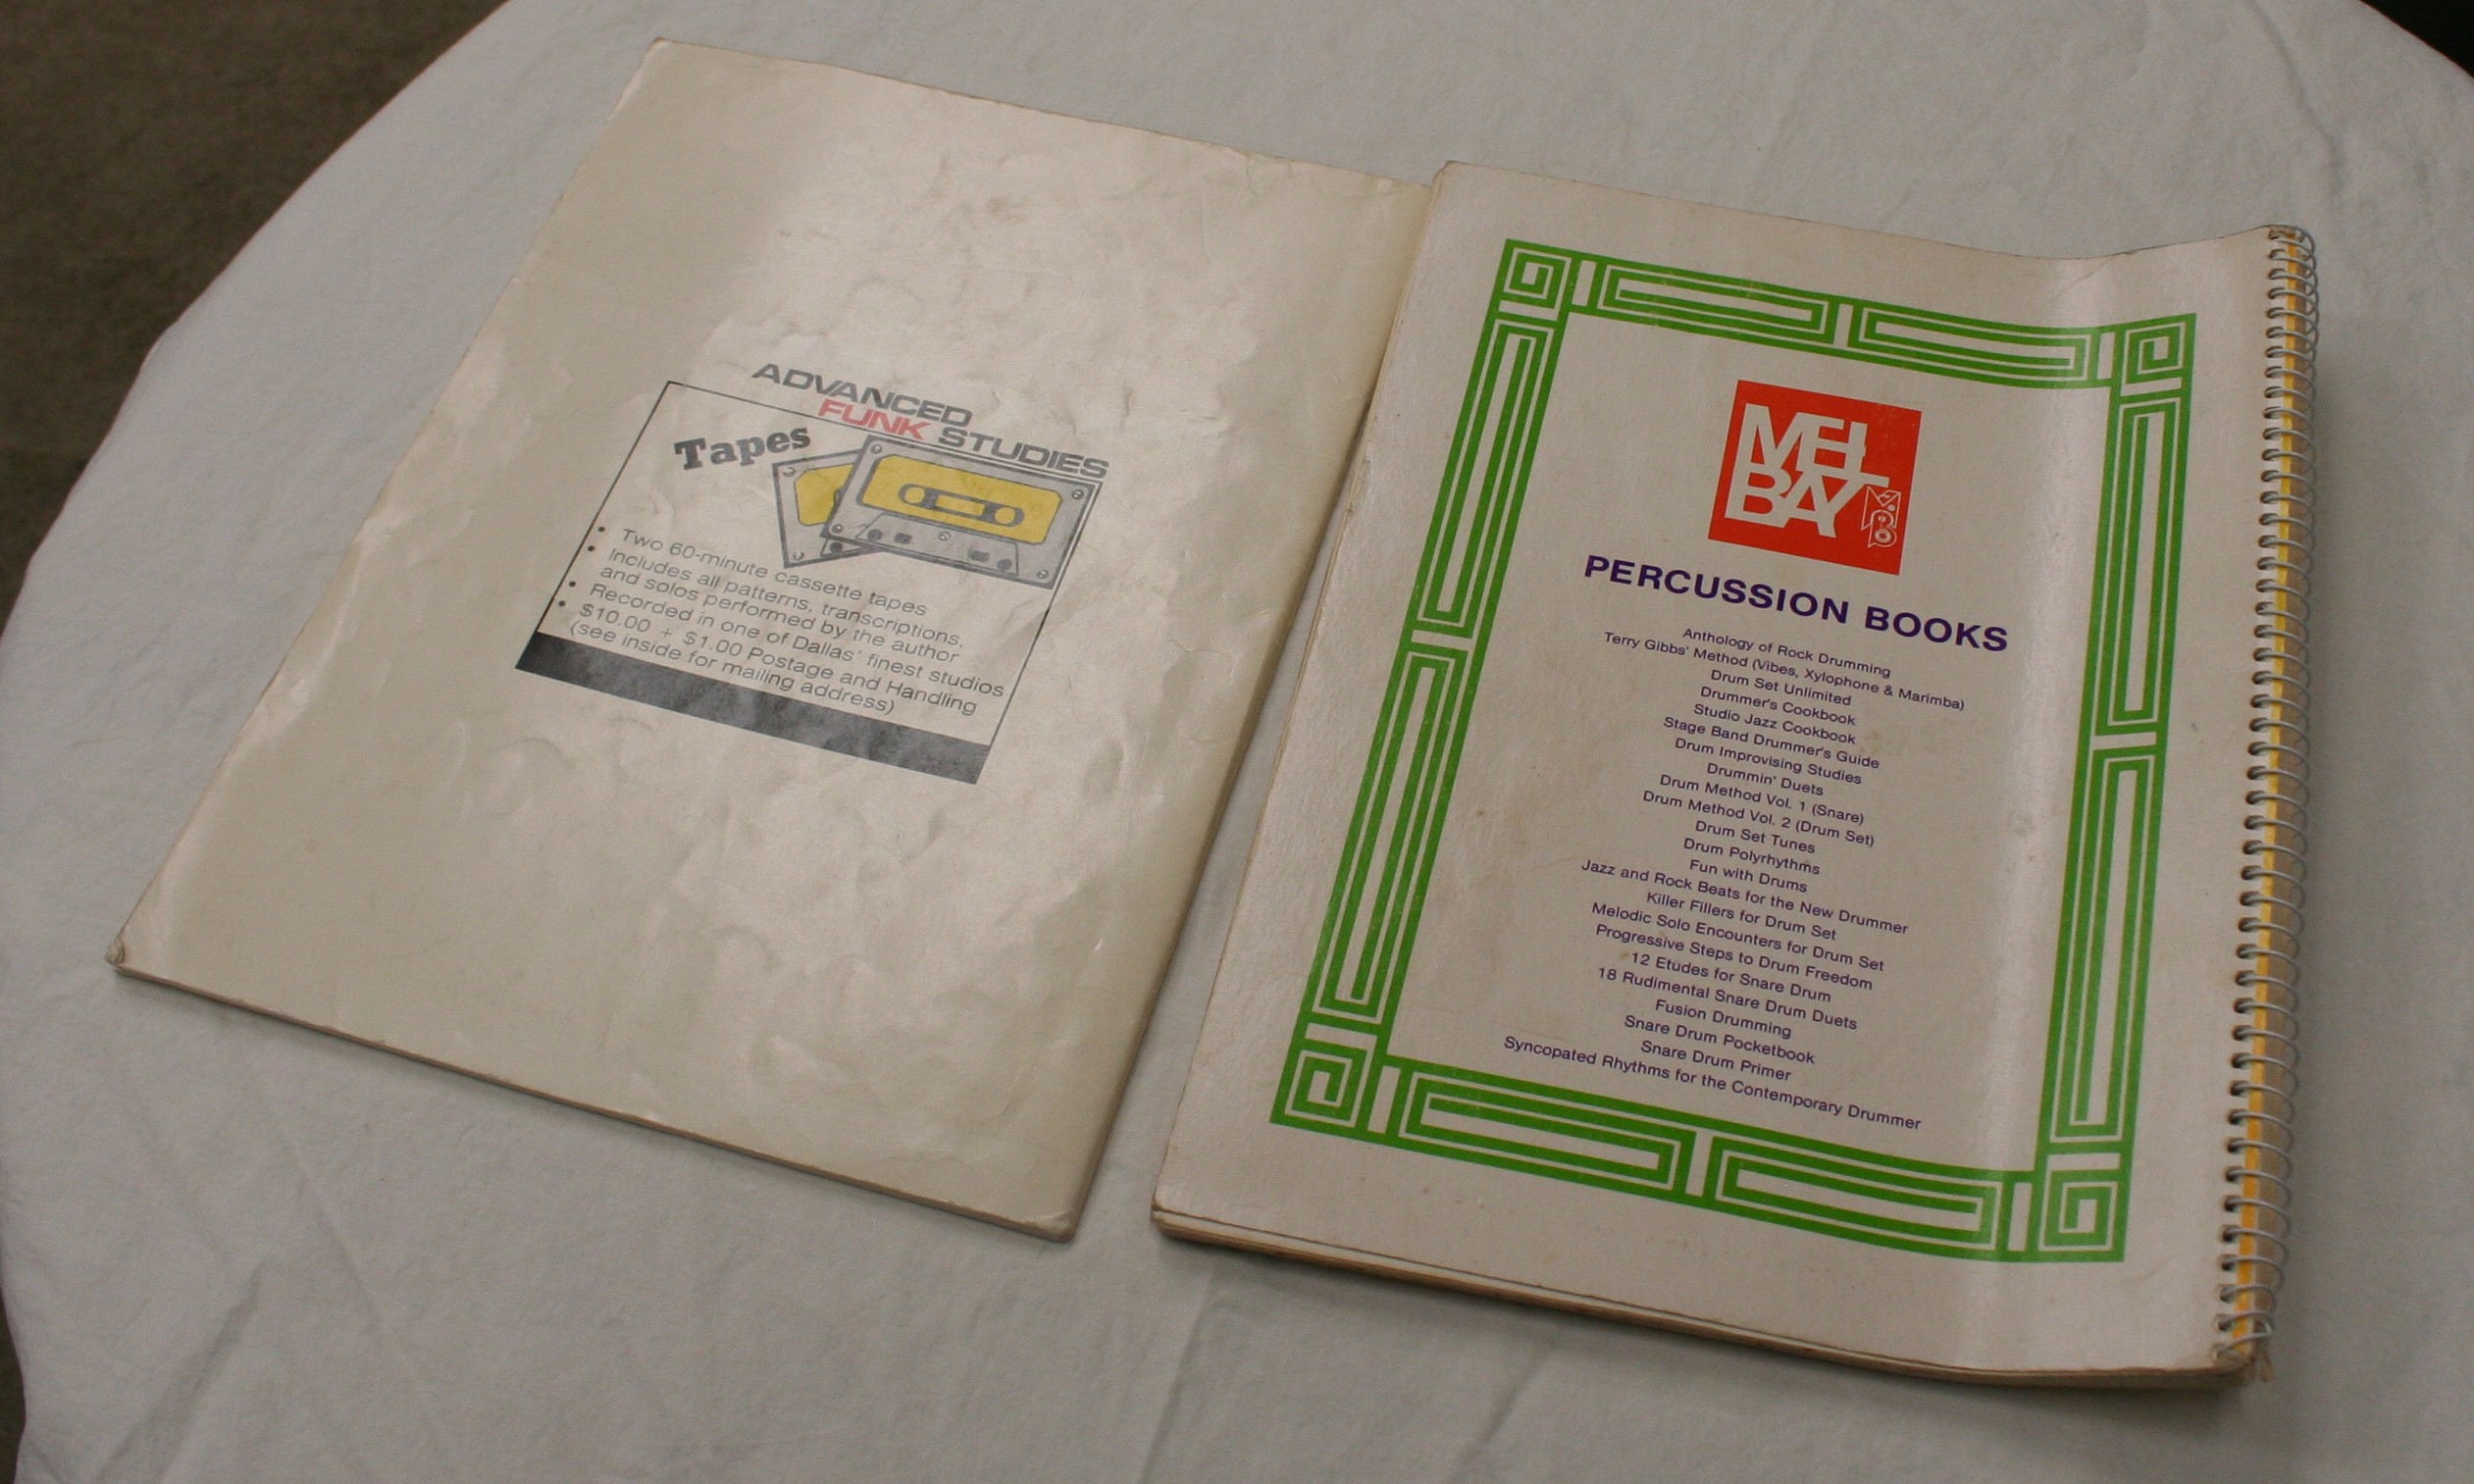 ADVANCED
FUNK STUDIES
Tapes
• Two 60-minute cassette tapes
• Includes all patterns, transcriptions,
and solos performed by the author
• Recorded in one of Dallas' finest studios
• $10.00 + $1.00 Postage and Handling
(see inside for mailing address)
MEL
BAY
MB
PERCUSSION BOOKS
Anthology of Rock Drumming
Terry Gibbs' Method (Vibes, Xylophone & Marimba)
Drum Set Unlimited
Drummer's Cookbook
Studio Jazz Cookbook
Stage Band Drummer's Guide
Drum Improvising Studies
Drummin' Duets
Drum Method Vol. 1 (Snare)
Drum Method Vol. 2 (Drum Set)
Drum Set Tunes
Drum Polyrhythms
Fun with Drums
Jazz and Rock Beats for the New Drummer
Killer Fillers for Drum Set
Melodic Solo Encounters for Drum Set
Progressive Steps to Drum Freedom
12 Etudes for Snare Drum
18 Rudimental Snare Drum Duets
Fusion Drumming
Snare Drum Pocketbook
Snare Drum Primer
Syncopated Rhythms for the Contemporary Drummer